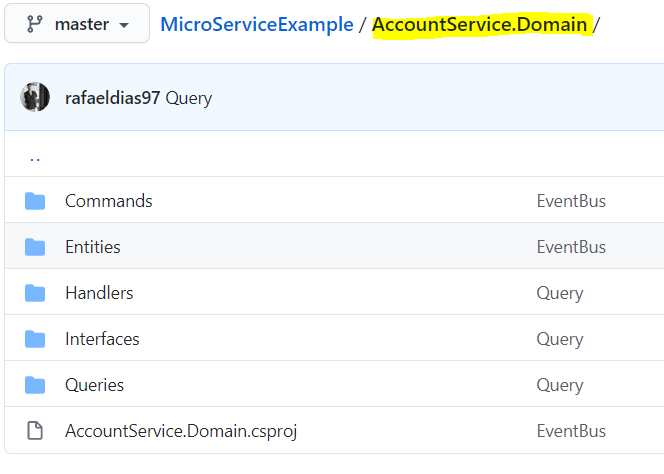 master MicroServiceExample / AccountService.Domain /
rafaeldias97 Query
..
Commands EventBus
Entities EventBus
Handlers Query
Interfaces Query
Queries Query
AccountService.Domain.csproj EventBus